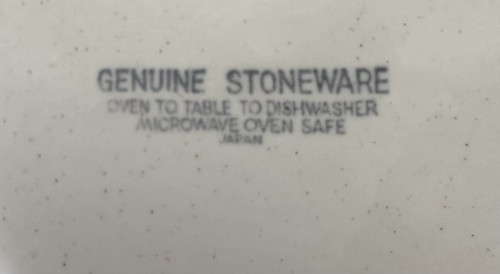 GENUINE STONEWARE
OVEN TO TABLE TO DISHWASHER
MICROWAVE OVEN SAFE
JAPAN